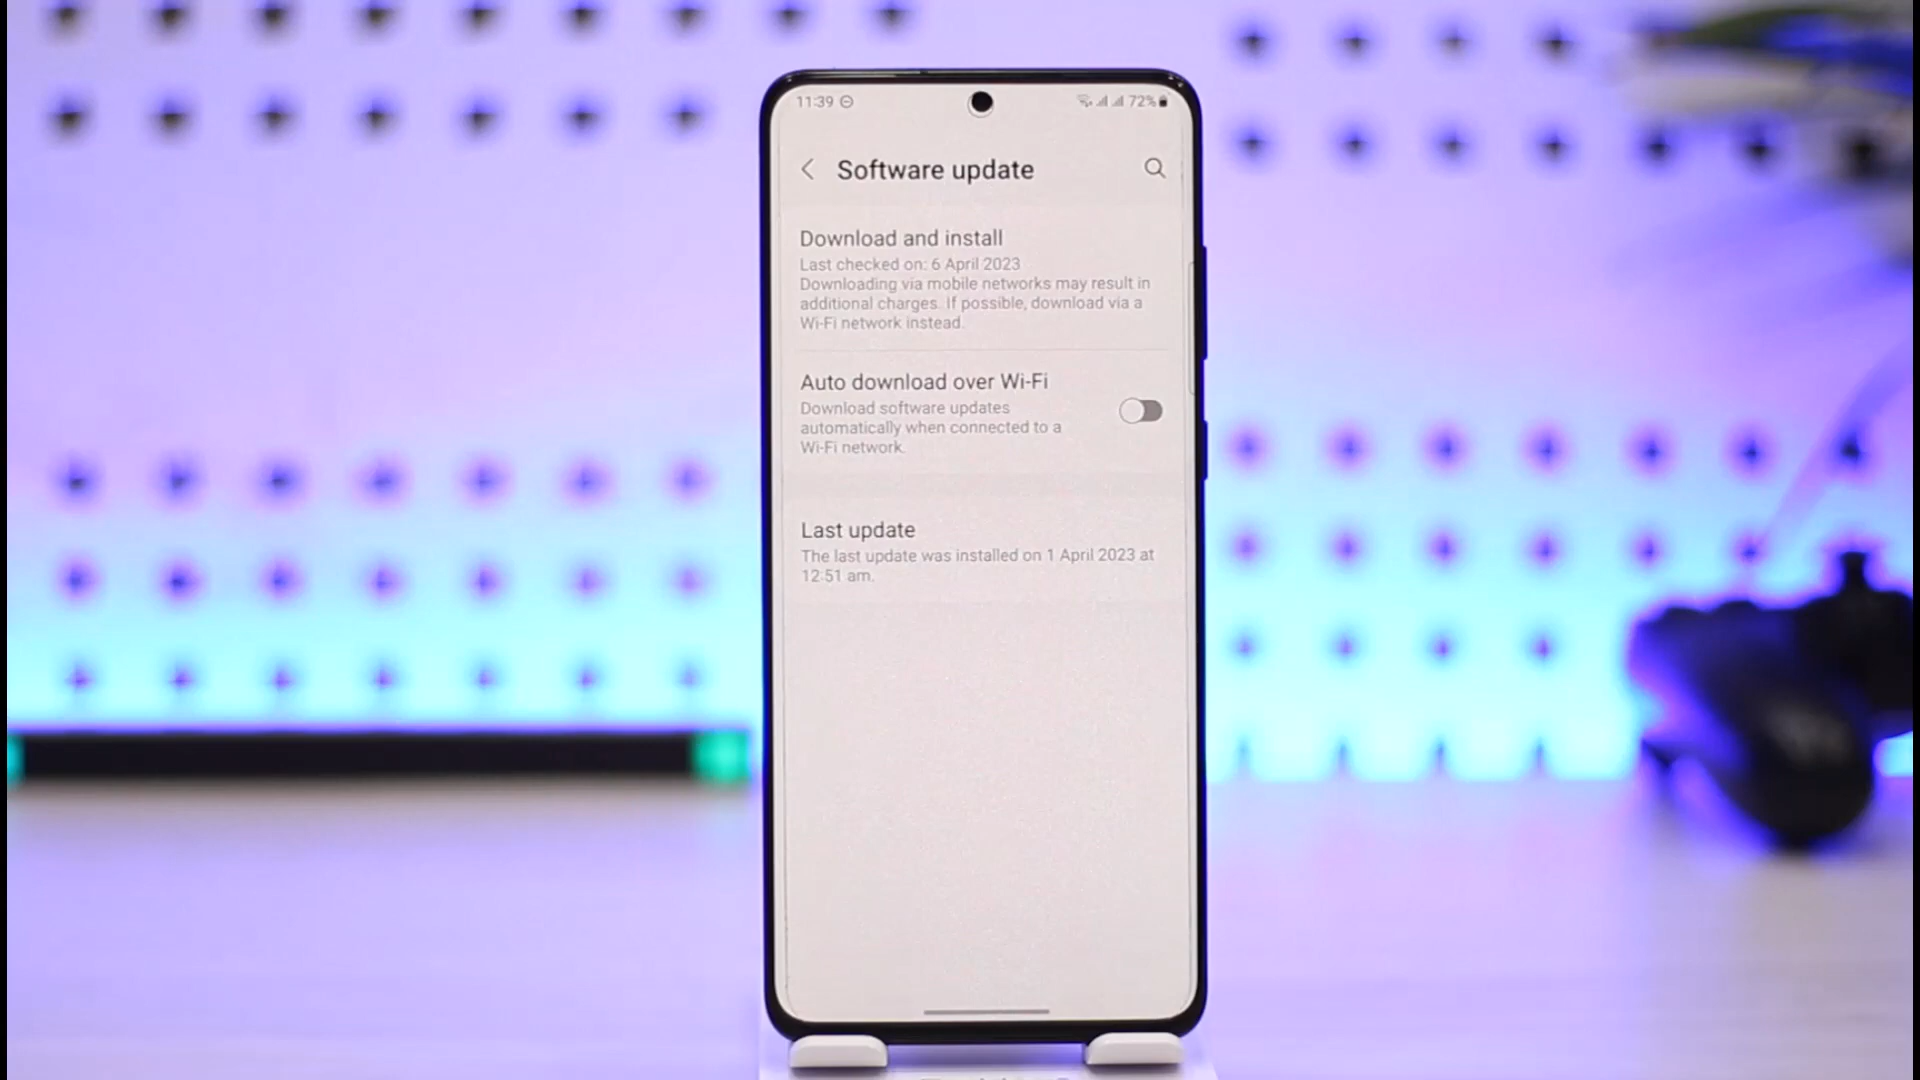 11:39
72%
Software update
Download and install
Last checked on: 6 April 2023
Downloading via mobile networks may result in
additional charges. If possible, download via a
Wi-Fi network instead.
Auto download over Wi-Fi
Download software updates
automatically when connected to a
Wi-Fi network.
Last update
The last update was installed on 1 April 2023 at
12:51 am.